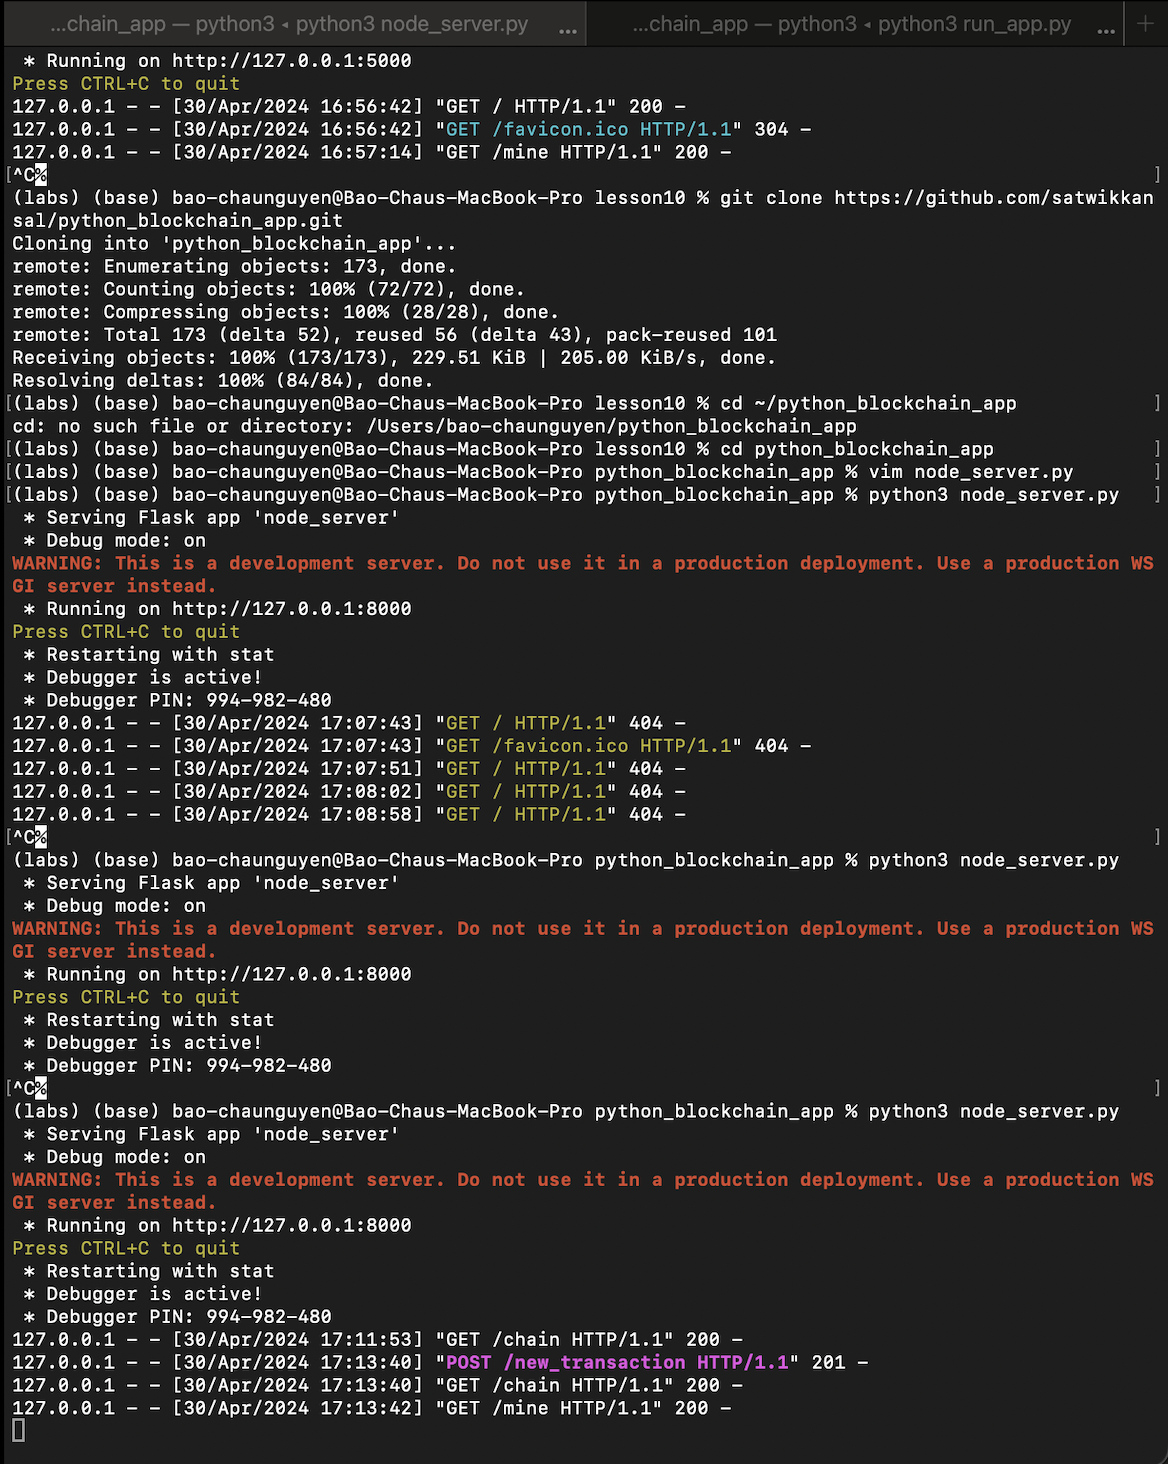 ...chain_app — python3 ◂ python3 node_server.py ...
...chain_app — python3 ◂ python3 run_app.py ... +
 * Running on http://127.0.0.1:5000
Press CTRL+C to quit
127.0.0.1 - - [30/Apr/2024 16:56:42] "GET / HTTP/1.1" 200 -
127.0.0.1 - - [30/Apr/2024 16:56:42] "GET /favicon.ico HTTP/1.1" 304 -
127.0.0.1 - - [30/Apr/2024 16:57:14] "GET /mine HTTP/1.1" 200 -
[^C% ]
(labs) (base) bao-chaunguyen@Bao-Chaus-MacBook-Pro lesson10 % git clone https://github.com/satwikkan
sal/python_blockchain_app.git
Cloning into 'python_blockchain_app'...
remote: Enumerating objects: 173, done.
remote: Counting objects: 100% (72/72), done.
remote: Compressing objects: 100% (28/28), done.
remote: Total 173 (delta 52), reused 56 (delta 43), pack-reused 101
Receiving objects: 100% (173/173), 229.51 KiB | 205.00 KiB/s, done.
Resolving deltas: 100% (84/84), done.
[(labs) (base) bao-chaunguyen@Bao-Chaus-MacBook-Pro lesson10 % cd ~/python_blockchain_app ]
cd: no such file or directory: /Users/bao-chaunguyen/python_blockchain_app
[(labs) (base) bao-chaunguyen@Bao-Chaus-MacBook-Pro lesson10 % cd python_blockchain_app ]
[(labs) (base) bao-chaunguyen@Bao-Chaus-MacBook-Pro python_blockchain_app % vim node_server.py ]
[(labs) (base) bao-chaunguyen@Bao-Chaus-MacBook-Pro python_blockchain_app % python3 node_server.py ]
 * Serving Flask app 'node_server'
 * Debug mode: on
WARNING: This is a development server. Do not use it in a production deployment. Use a production WS
GI server instead.
 * Running on http://127.0.0.1:8000
Press CTRL+C to quit
 * Restarting with stat
 * Debugger is active!
 * Debugger PIN: 994-982-480
127.0.0.1 - - [30/Apr/2024 17:07:43] "GET / HTTP/1.1" 404 -
127.0.0.1 - - [30/Apr/2024 17:07:43] "GET /favicon.ico HTTP/1.1" 404 -
127.0.0.1 - - [30/Apr/2024 17:07:51] "GET / HTTP/1.1" 404 -
127.0.0.1 - - [30/Apr/2024 17:08:02] "GET / HTTP/1.1" 404 -
127.0.0.1 - - [30/Apr/2024 17:08:58] "GET / HTTP/1.1" 404 -
[^C% ]
(labs) (base) bao-chaunguyen@Bao-Chaus-MacBook-Pro python_blockchain_app % python3 node_server.py
 * Serving Flask app 'node_server'
 * Debug mode: on
WARNING: This is a development server. Do not use it in a production deployment. Use a production WS
GI server instead.
 * Running on http://127.0.0.1:8000
Press CTRL+C to quit
 * Restarting with stat
 * Debugger is active!
 * Debugger PIN: 994-982-480
[^C% ]
(labs) (base) bao-chaunguyen@Bao-Chaus-MacBook-Pro python_blockchain_app % python3 node_server.py
 * Serving Flask app 'node_server'
 * Debug mode: on
WARNING: This is a development server. Do not use it in a production deployment. Use a production WS
GI server instead.
 * Running on http://127.0.0.1:8000
Press CTRL+C to quit
 * Restarting with stat
 * Debugger is active!
 * Debugger PIN: 994-982-480
127.0.0.1 - - [30/Apr/2024 17:11:53] "GET /chain HTTP/1.1" 200 -
127.0.0.1 - - [30/Apr/2024 17:13:40] "POST /new_transaction HTTP/1.1" 201 -
127.0.0.1 - - [30/Apr/2024 17:13:40] "GET /chain HTTP/1.1" 200 -
127.0.0.1 - - [30/Apr/2024 17:13:42] "GET /mine HTTP/1.1" 200 -